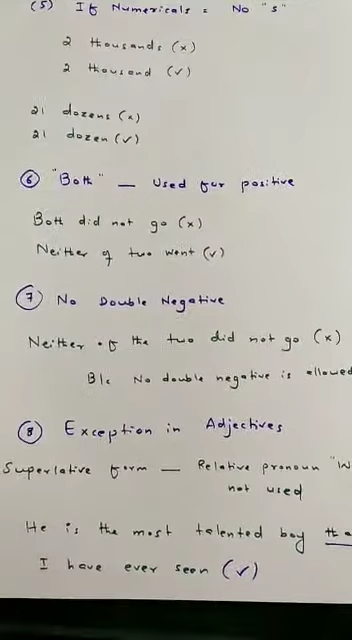 (5) If Numericals = No "s"
2 thousands (x)
2 thousand (✓)
21 dozens (x)
21 dozen (✓)
(6) "Both" — Used for positive
Both did not go (x)
Neither of two went (✓)
(7) No Double Negative
Neither of the two did not go (x)
B/c No double negative is allowed
(8) Exception in Adjectives
Superlative form — Relative pronoun
not used
He is the most talented boy
I have ever seen (✓)